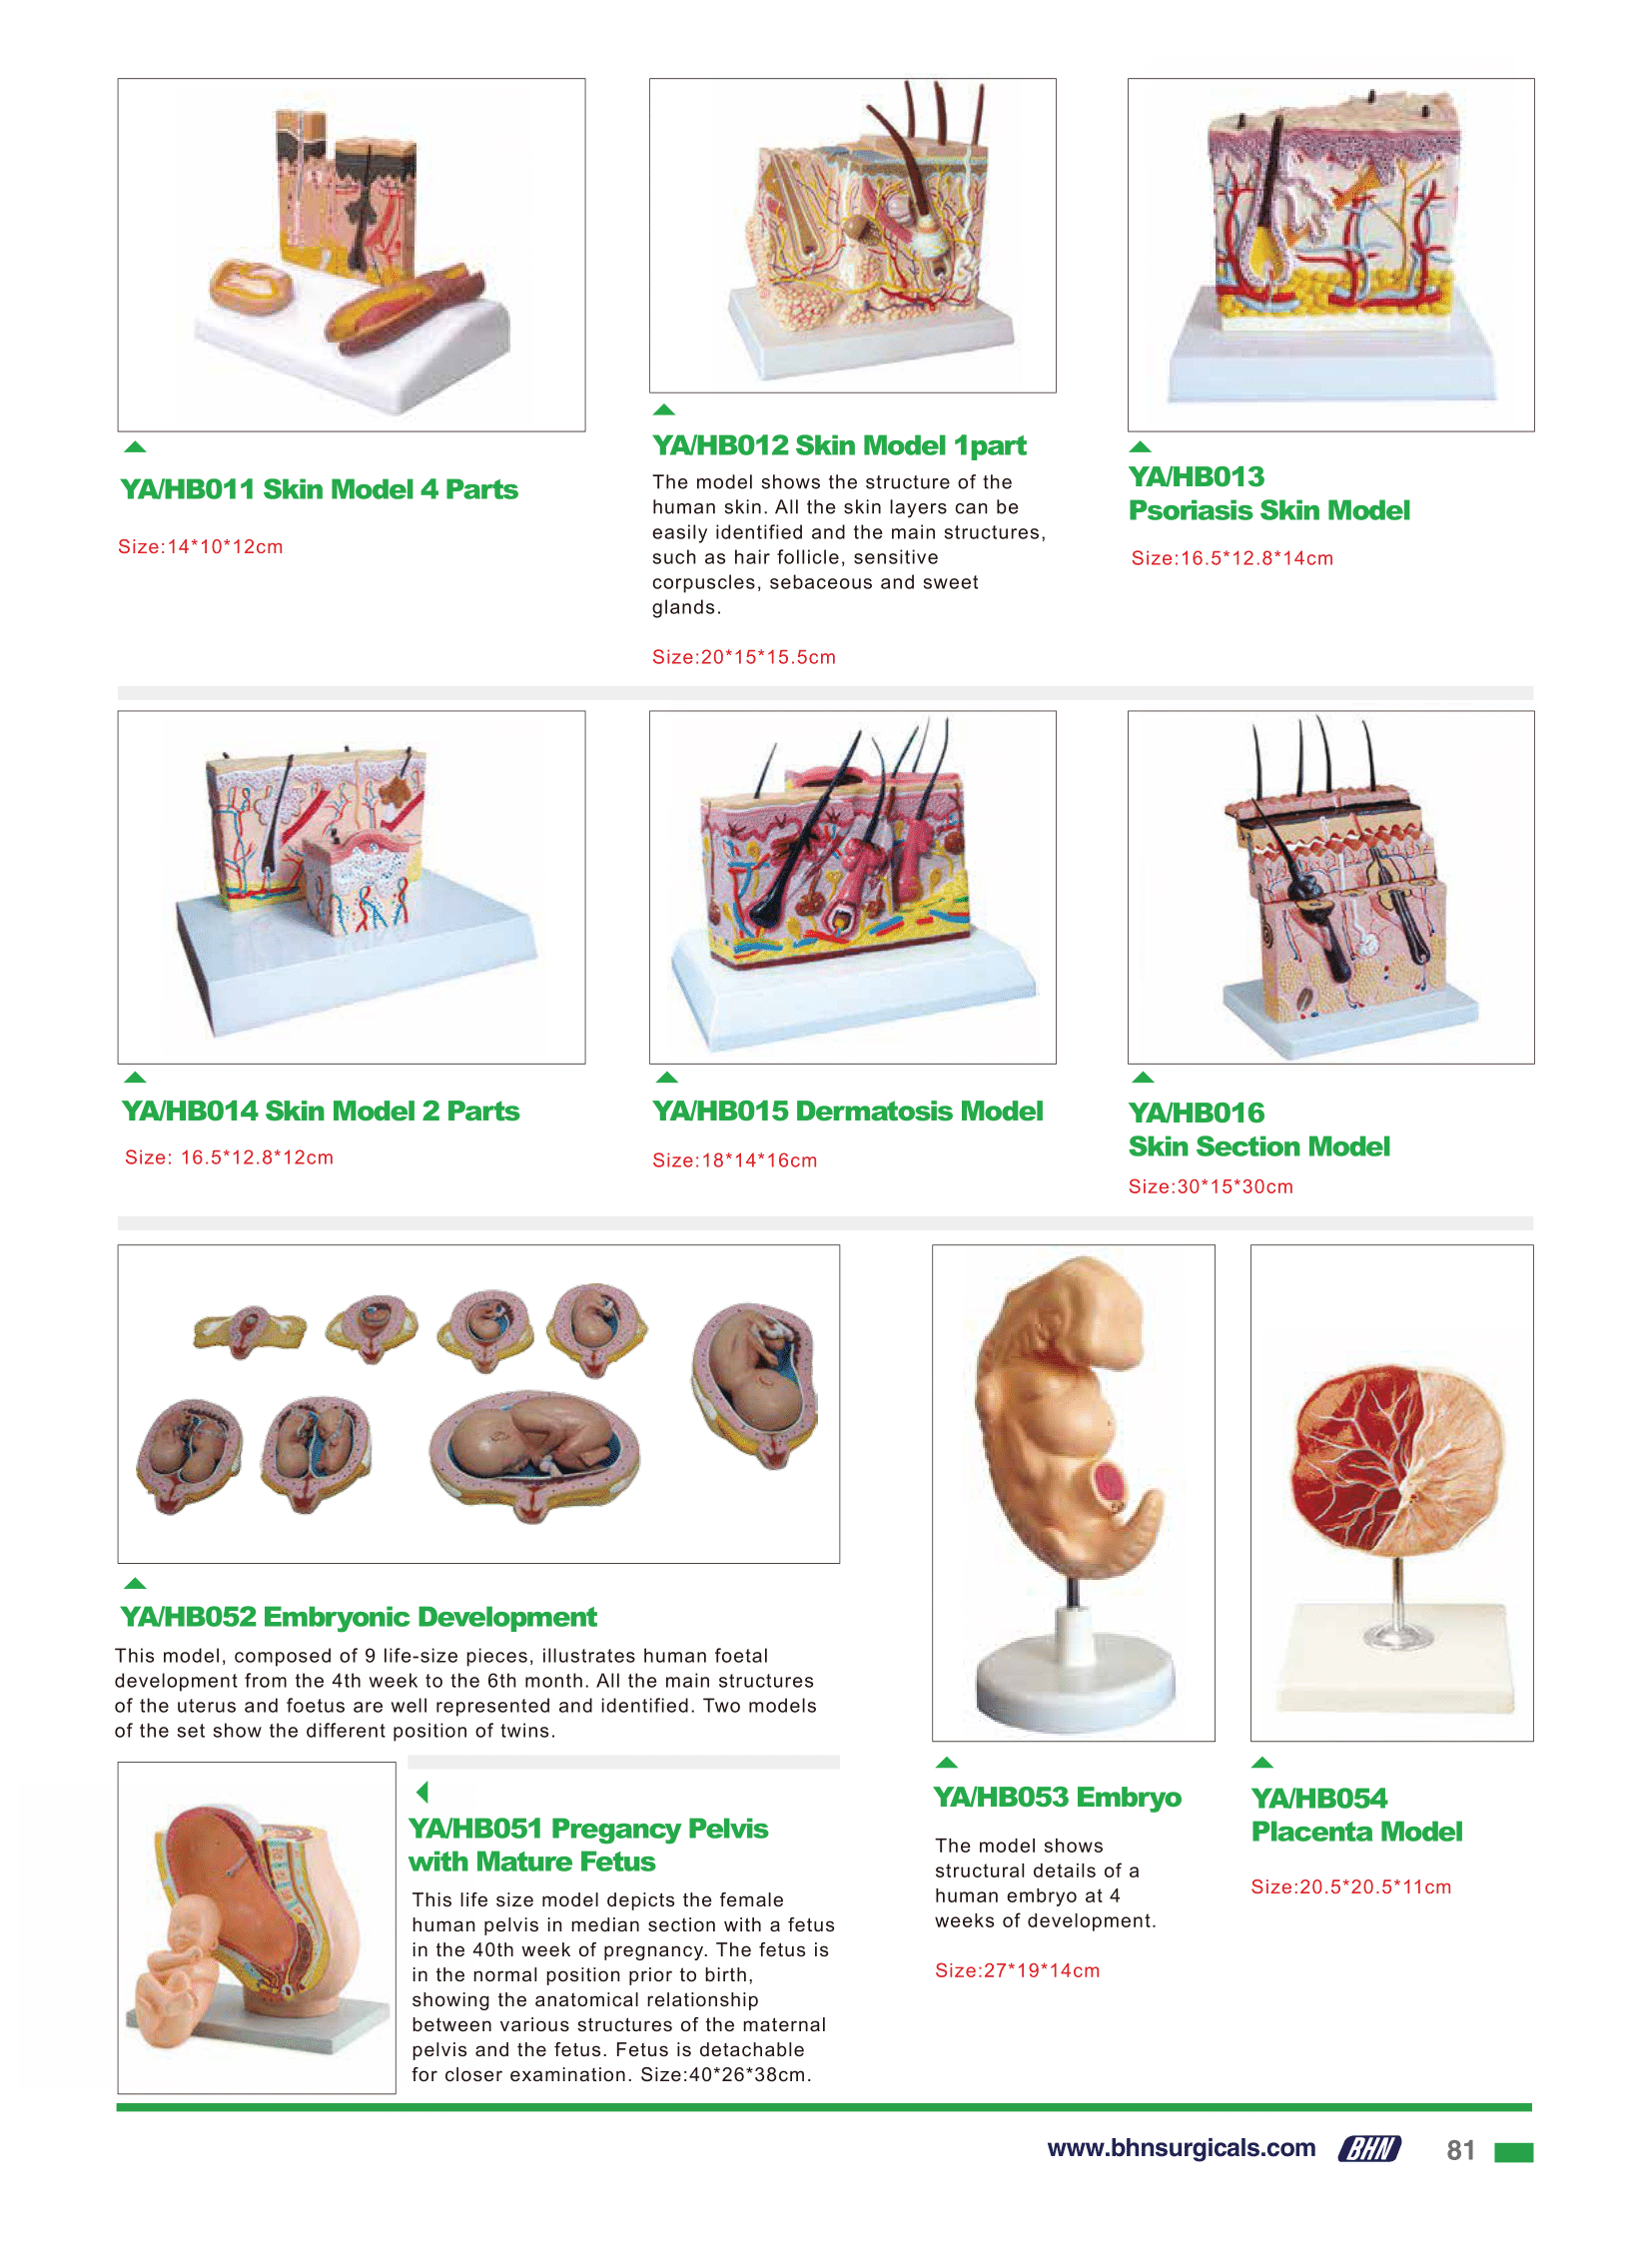 YA/HB011 Skin Model 4 Parts
Size:14*10*12cm
YA/HB012 Skin Model 1part
The model shows the structure of the
human skin. All the skin layers can be
easily identified and the main structures,
such as hair follicle, sensitive
corpuscles, sebaceous and sweet
glands.
Size:20*15*15.5cm
YA/HB013
Psoriasis Skin Model
Size:16.5*12.8*14cm
YA/HB014 Skin Model 2 Parts
Size: 16.5*12.8*12cm
YA/HB015 Dermatosis Model
Size:18*14*16cm
YA/HB016
Skin Section Model
Size:30*15*30cm
YA/HB052 Embryonic Development
This model, composed of 9 life-size pieces, illustrates human foetal
development from the 4th week to the 6th month. All the main structures
of the uterus and foetus are well represented and identified. Two models
of the set show the different position of twins.
YA/HB051 Pregancy Pelvis
with Mature Fetus
This life size model depicts the female
human pelvis in median section with a fetus
in the 40th week of pregnancy. The fetus is
in the normal position prior to birth,
showing the anatomical relationship
between various structures of the maternal
pelvis and the fetus. Fetus is detachable
for closer examination. Size:40*26*38cm.
YA/HB053 Embryo
The model shows
structural details of a
human embryo at 4
weeks of development.
Size:27*19*14cm
YA/HB054
Placenta Model
Size:20.5*20.5*11cm
www.bhnsurgicals.com BHN 81